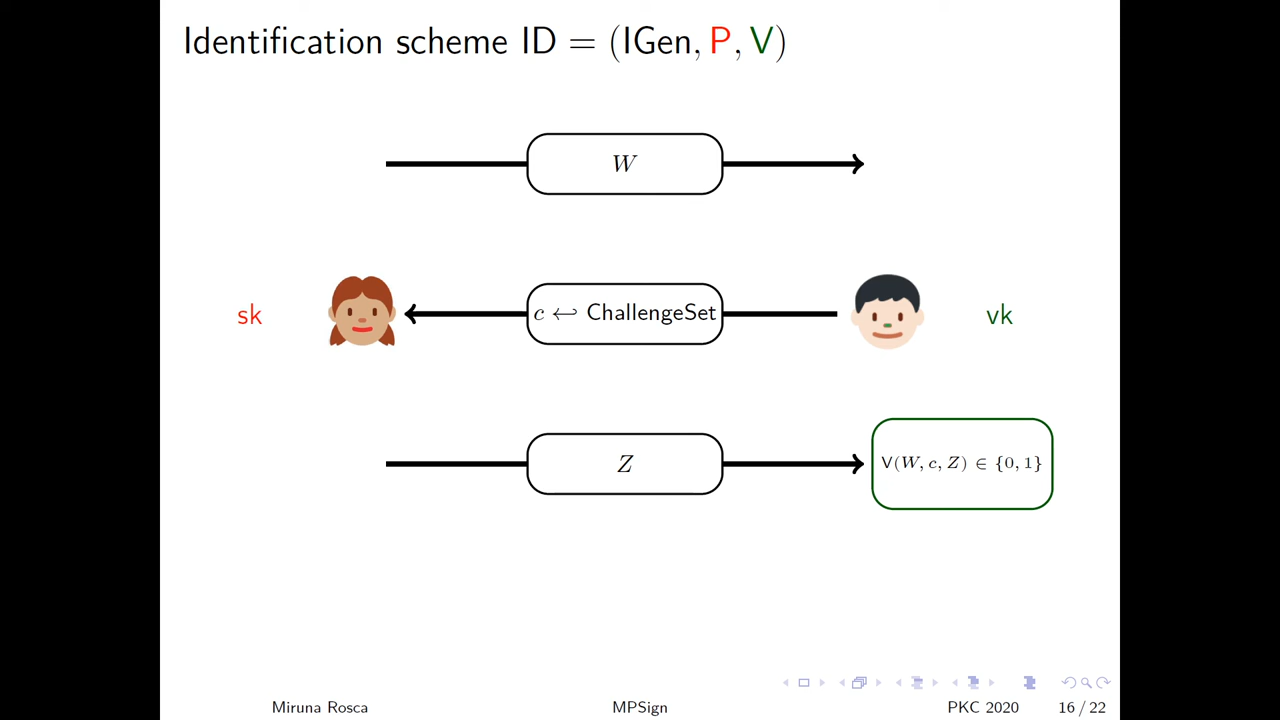 Identification scheme ID = (IGen, P, V)
W
sk
c ↩ ChallengeSet
vk
Z
V(W, c, Z) ∈ {0, 1}
Miruna Rosca
MPSign
PKC 2020
16 / 22